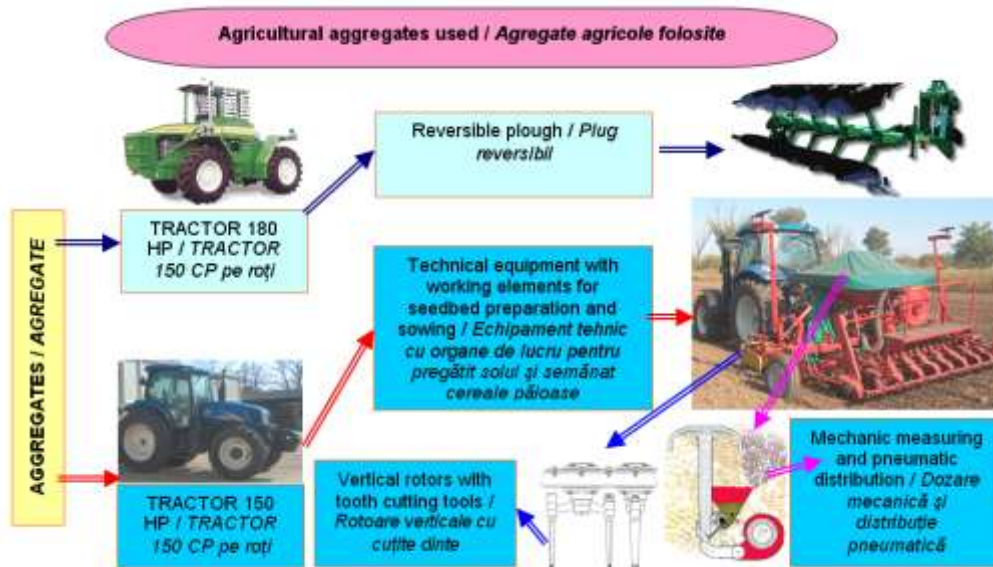 Agricultural aggregates used / Agregate agricole folosite
Reversible plough / Plug
reversibil
AGGREGATES / AGREGATE
TRACTOR 180
HP / TRACTOR
150 CP pe roți
Technical equipment with
working elements for
seedbed preparation and
sowing / Echipament tehnic
cu organe de lucru pentru
pregătit solul și semănat
cereale păioase
TRACTOR 150
HP / TRACTOR
150 CP pe roți
Vertical rotors with
tooth cutting tools /
Rotoare verticale cu
cuțite dinte
Mechanic measuring
and pneumatic
distribution / Dozare
mecanică și
distribuție
pneumatică